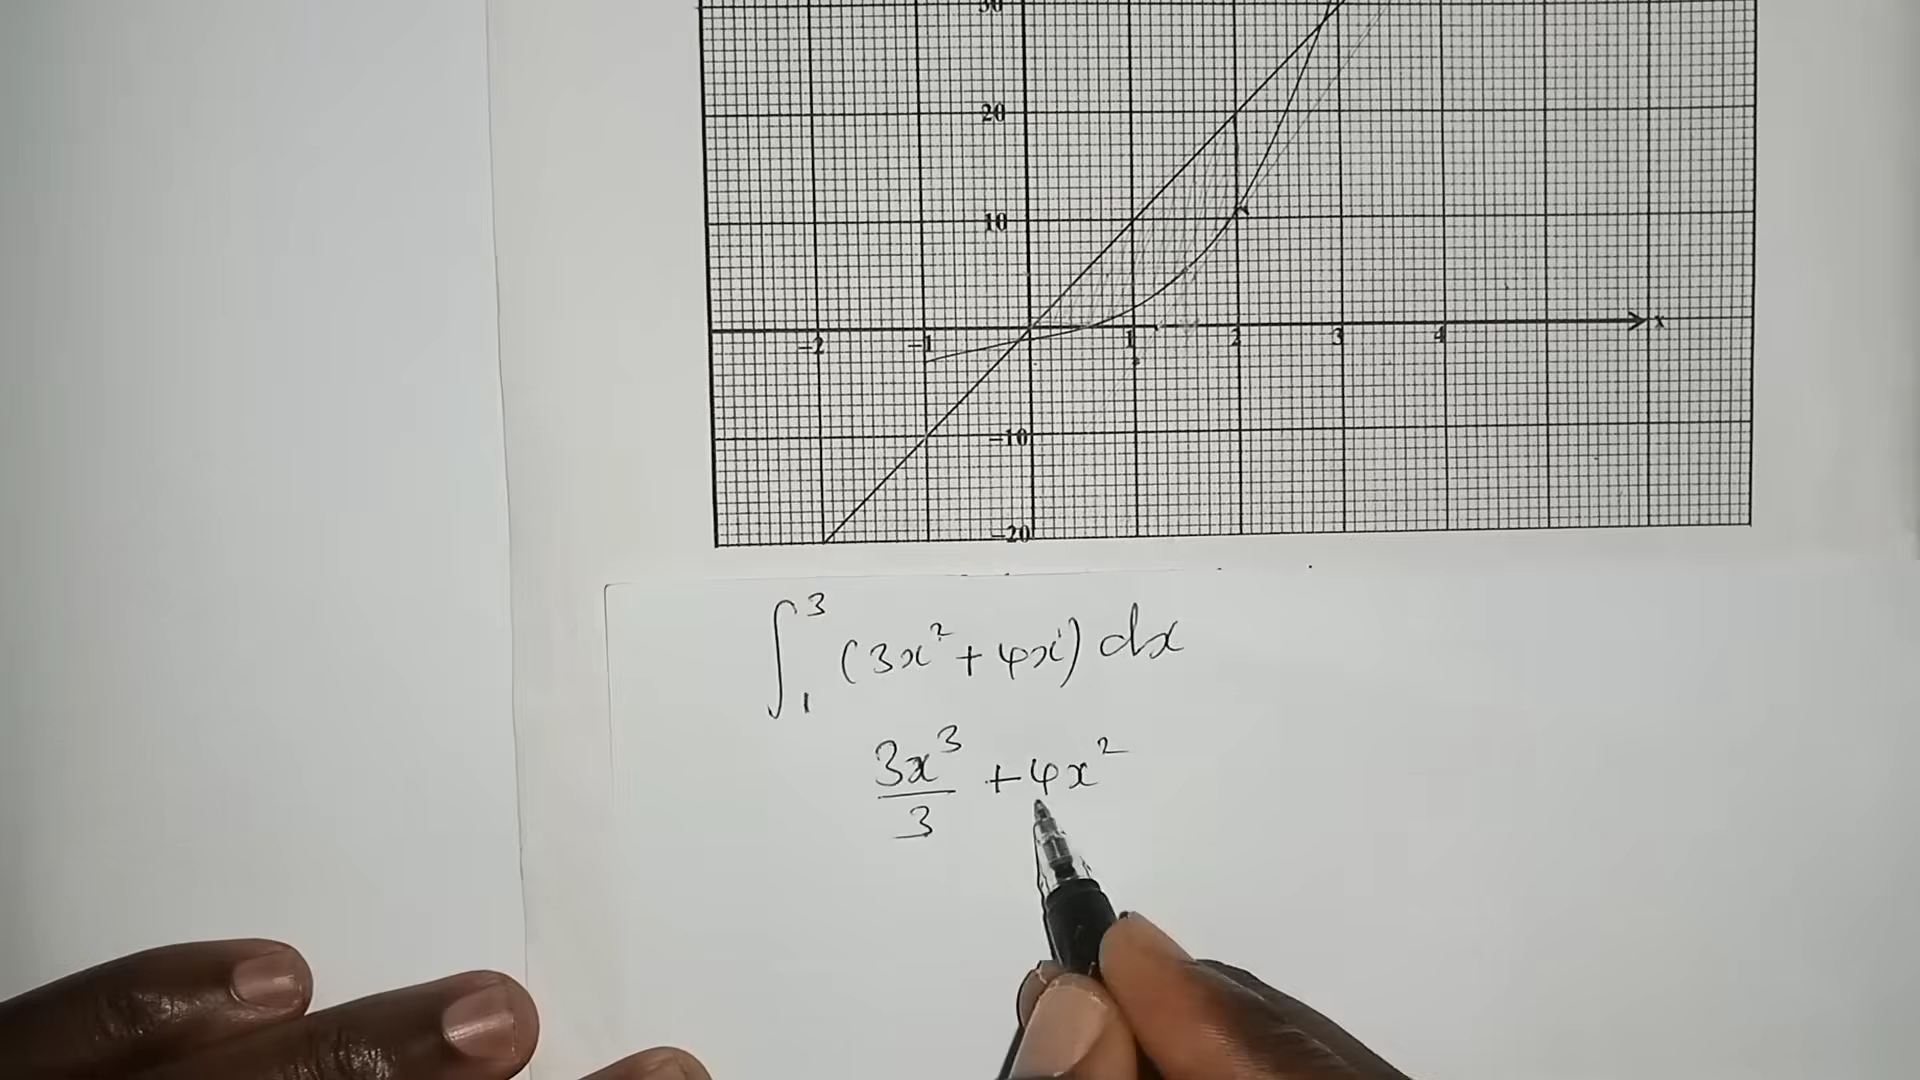 30
20
10
-2 -1 1 2 3 4 x
-10
-20
∫₁³ (3x² + 4x¹) dx
3x³/3 + 4x²